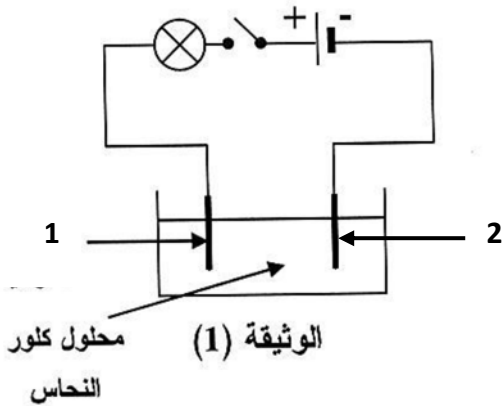 + -
1
2
محلول كلور
النحاس
الوثيقة (1)